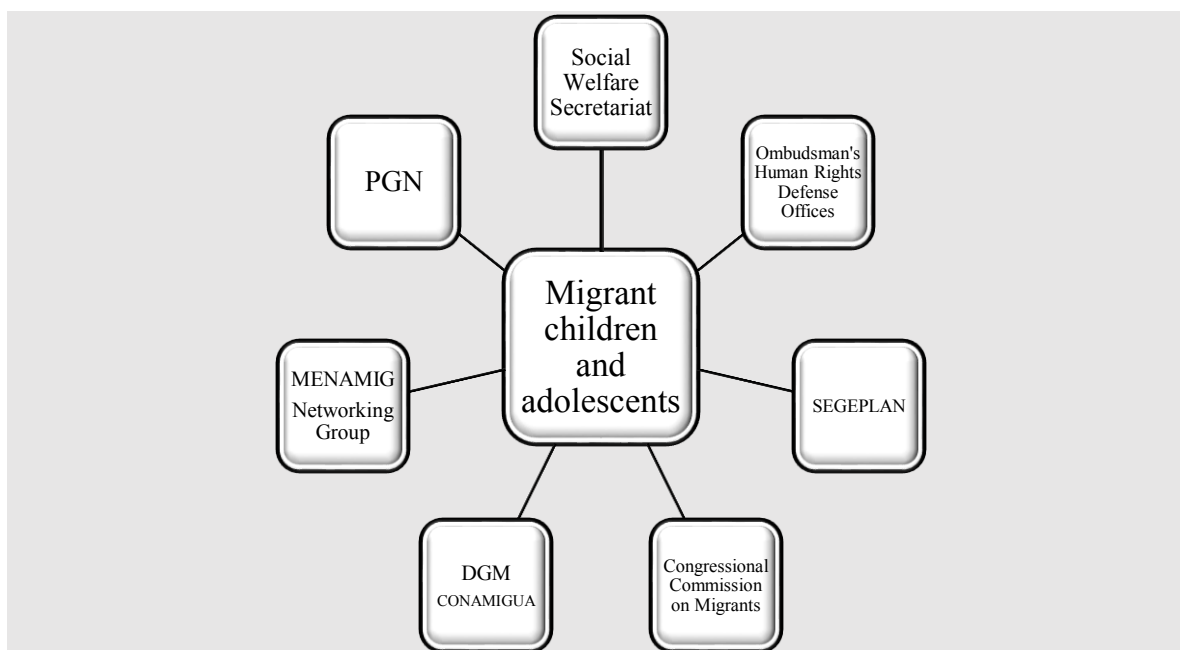 Social
Welfare
Secretariat
PGN
Ombudsman's
Human Rights
Defense
Offices
Migrant
children
and
adolescents
MENAMIG
Networking
Group
SEGEPLAN
DGM
CONAMIGUA
Congressional
Commission
on Migrants